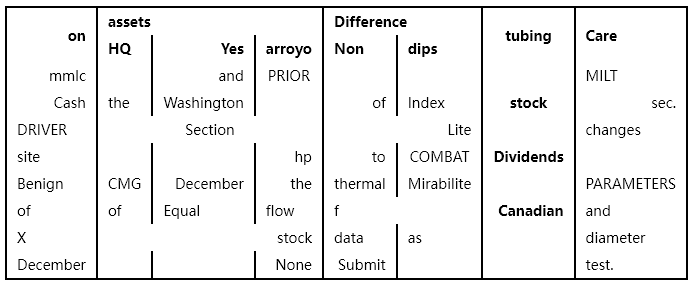 on assets Difference tubing Care
HQ Yes arroyo Non dips
mmlc and PRIOR MILT
Cash the Washington of Index stock sec.
DRIVER Section Lite changes
site hp to COMBAT Dividends
Benign CMG December the thermal Mirabilite PARAMETERS
of of Equal flow f Canadian and
X stock data as diameter
December None Submit test.